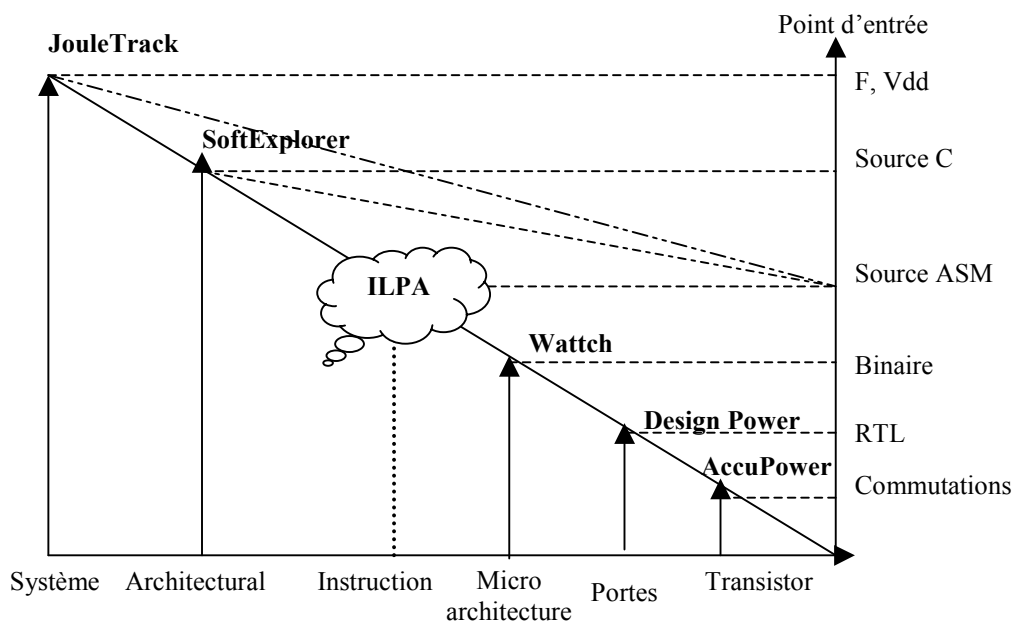 Point d’entrée
JouleTrack
F, Vdd
SoftExplorer
Source C
ILPA
Source ASM
Wattch
Binaire
Design Power
RTL
AccuPower
Commutations
Système
Architectural
Instruction
Micro
architecture
Portes
Transistor